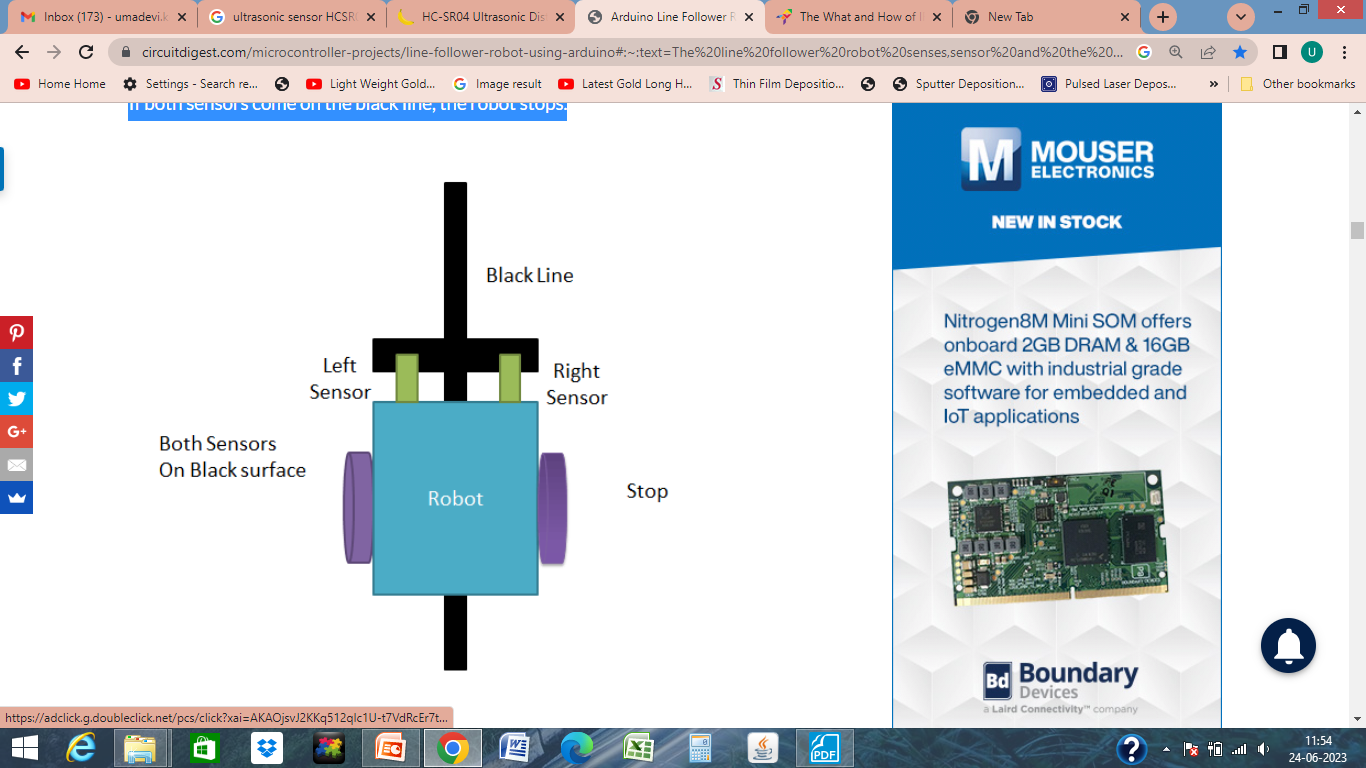 Inbox (173) - umadevi.k
ultrasonic sensor HCSR
HC-SR04 Ultrasonic Dis
Arduino Line Follower R
The What and How of
New Tab
circuitdigest.com/microcontroller-projects/line-follower-robot-using-arduino#:~:text=The%20line%20follower%20robot%20senses,sensor%20and%20the%20...
U
Home Home
Settings - Search re...
Light Weight Gold...
Image result
Latest Gold Long H...
S
Thin Film Depositio...
Sputter Deposition...
Pulsed Laser Depos...
»
Other bookmarks
If both sensors come on the black line, the robot stops.
Black Line
Left
Sensor
Right
Sensor
Both Sensors
On Black surface
Robot
Stop
G+
M
MOUSER
ELECTRONICS
NEW IN STOCK
Nitrogen8M Mini SOM offers
onboard 2GB DRAM & 16GB
eMMC with industrial grade
software for embedded and
IoT applications
Bd
Boundary
Devices
a Laird Connectivity™ company
https://adclick.g.doubleclick.net/pcs/click?xai=AKAOjsvJ2KKq512qlc1U-t7VdRcEr7t...
PDF
11:54
24-06-2023